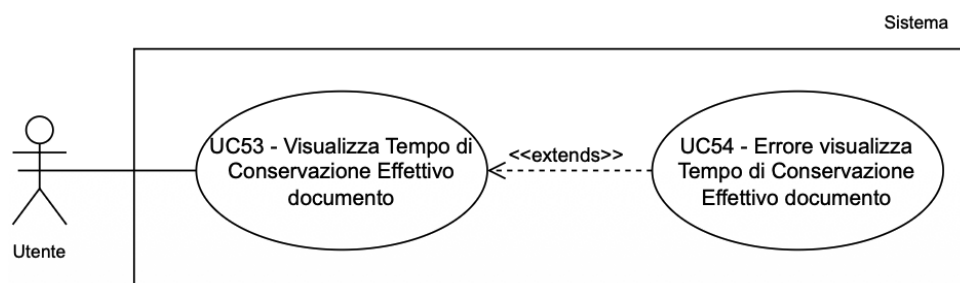 Sistema
UC53 - Visualizza Tempo di
Conservazione Effettivo
documento
<<extends>>
UC54 - Errore visualizza
Tempo di Conservazione
Effettivo documento
Utente